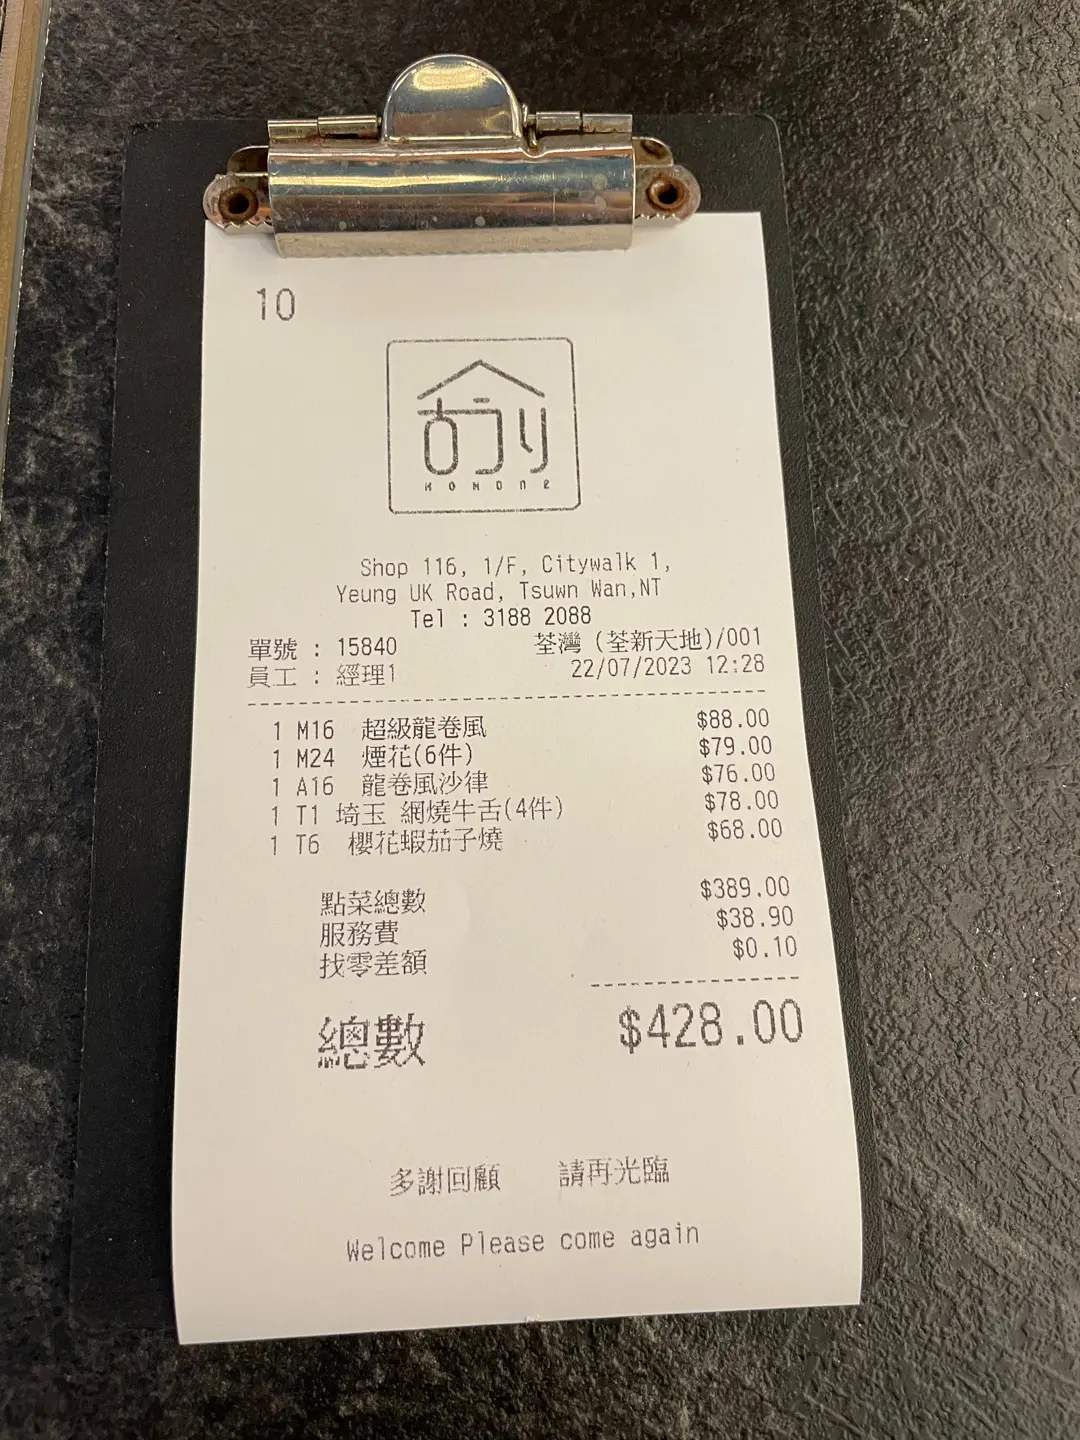 10
KOKONE
Shop 116, 1/F, Citywalk 1,
Yeung UK Road, Tsuwn Wan,NT
Tel : 3188 2088
單號 : 15840 荃灣 (荃新天地)/001
員工 : 經理1 22/07/2023 12:28
1 M16 超級龍卷風 $88.00
1 M24 煙花(6件) $79.00
1 A16 龍卷風沙律 $76.00
1 T1 埼玉 網燒牛舌(4件) $78.00
1 T6 櫻花蝦茄子燒 $68.00
點菜總數 $389.00
服務費 $38.90
找零差額 $0.10
總數 $428.00
多謝回顧 請再光臨
Welcome Please come again